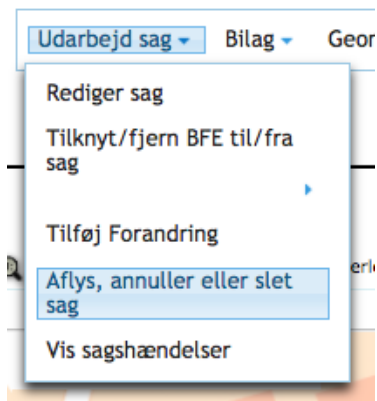 Udarbejd sag Bilag
Rediger sag
Tilknyt/fjern BFE til/fra
sag
Tilføj Forandring
Aflys, annuller eller slet
sag
Vis sagshændelser